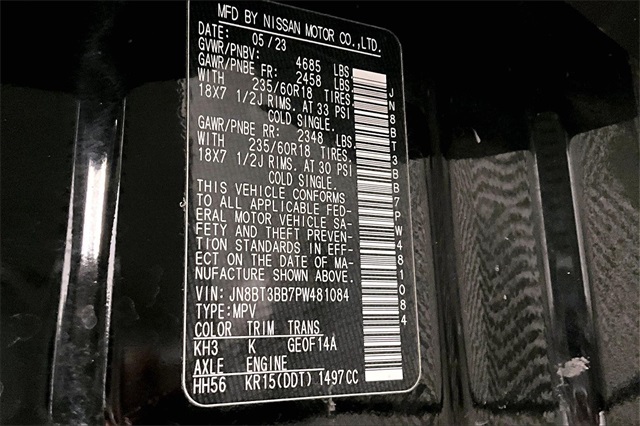 MFD BY NISSAN MOTOR CO.,LTD.
DATE: 05/23
GVWR/PNBV: 4685 LBS
GAWR/PNBE FR: 2458 LBS.
WITH 235/60R18 TIRES.
18X7 1/2J RIMS. AT 33 PSI
COLD SINGLE.
GAWR/PNBE RR: 2348 LBS.
WITH 235/60R18 TIRES.
18X7 1/2J RIMS. AT 30 PSI
COLD SINGLE.
THIS VEHICLE CONFORMS
TO ALL APPLICABLE FED-
ERAL MOTOR VEHICLE SA-
FETY AND THEFT PREVEN-
TION STANDARDS IN EFF-
ECT ON THE DATE OF MA-
NUFACTURE SHOWN ABOVE.
VIN: JN8BT3BB7PW481084
TYPE:MPV
COLOR TRIM TRANS
KH3 K GEOF14A
AXLE ENGINE
HH56 KR15(DDT) 1497CC
JN8BT3BB7PW481084